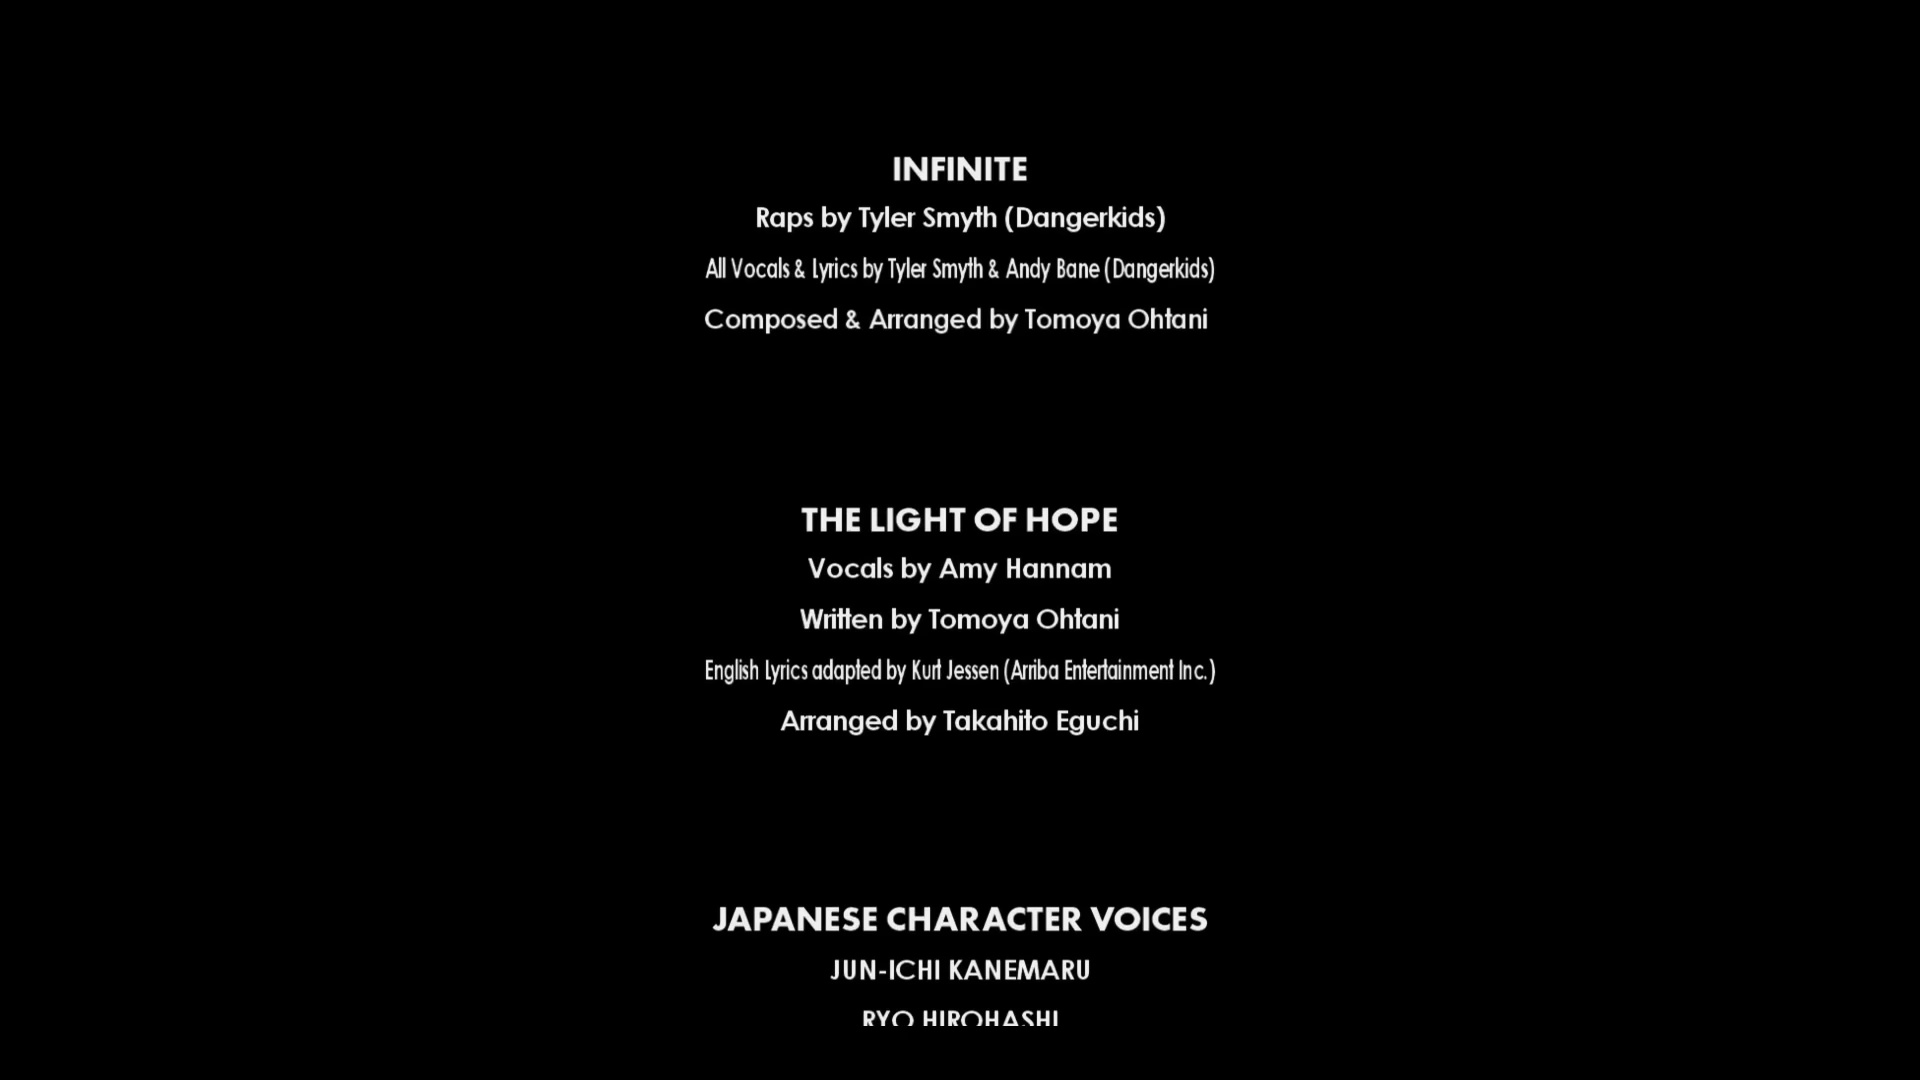 INFINITE
Raps by Tyler Smyth (Dangerkids)
All Vocals & Lyrics by Tyler Smyth & Andy Bane (Dangerkids)
Composed & Arranged by Tomoya Ohtani
THE LIGHT OF HOPE
Vocals by Amy Hannam
Written by Tomoya Ohtani
English Lyrics adapted by Kurt Jessen (Arriba Entertainment Inc.)
Arranged by Takahito Eguchi
JAPANESE CHARACTER VOICES
JUN-ICHI KANEMARU
RYO HIROHASHI